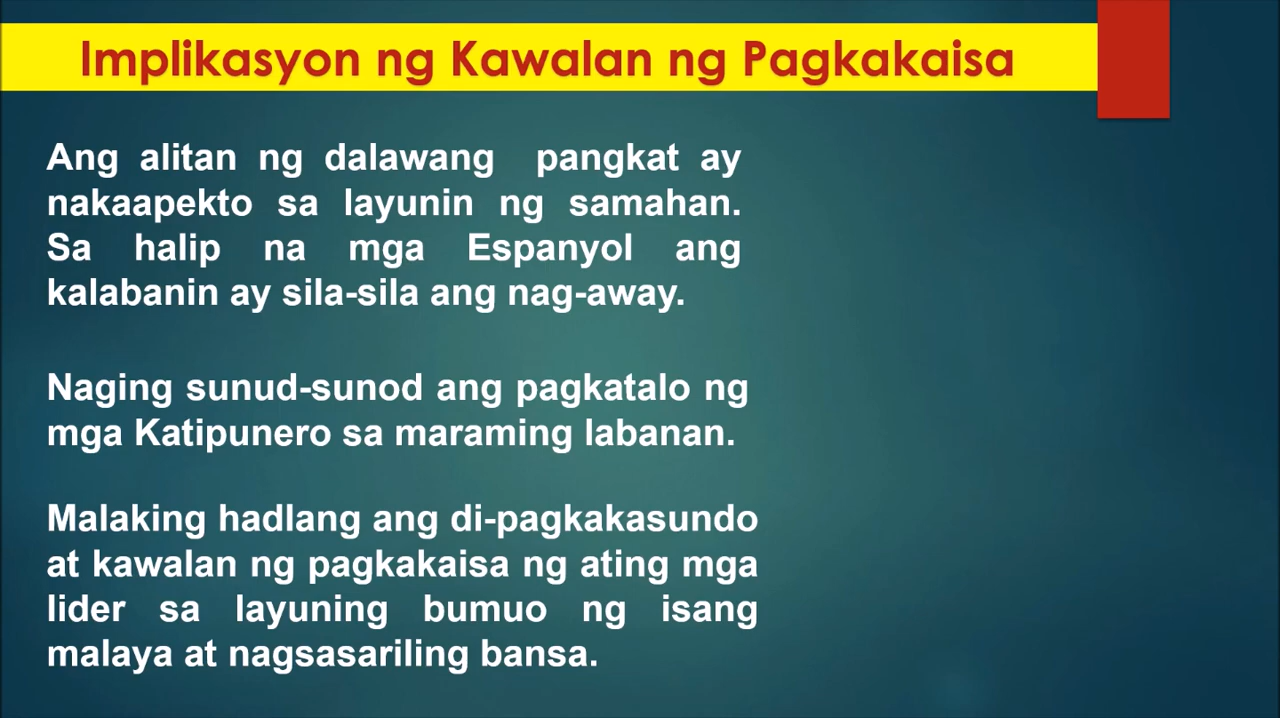 Implikasyon ng Kawalan ng Pagkakaisa
Ang alitan ng dalawang pangkat ay
nakaapekto sa layunin ng samahan.
Sa halip na mga Espanyol ang
kalabanin ay sila-sila ang nag-away.
Naging sunud-sunod ang pagkatalo ng
mga Katipunero sa maraming labanan.
Malaking hadlang ang di-pagkakasundo
at kawalan ng pagkakaisa ng ating mga
lider sa layuning bumuo ng isang
malaya at nagsasariling bansa.